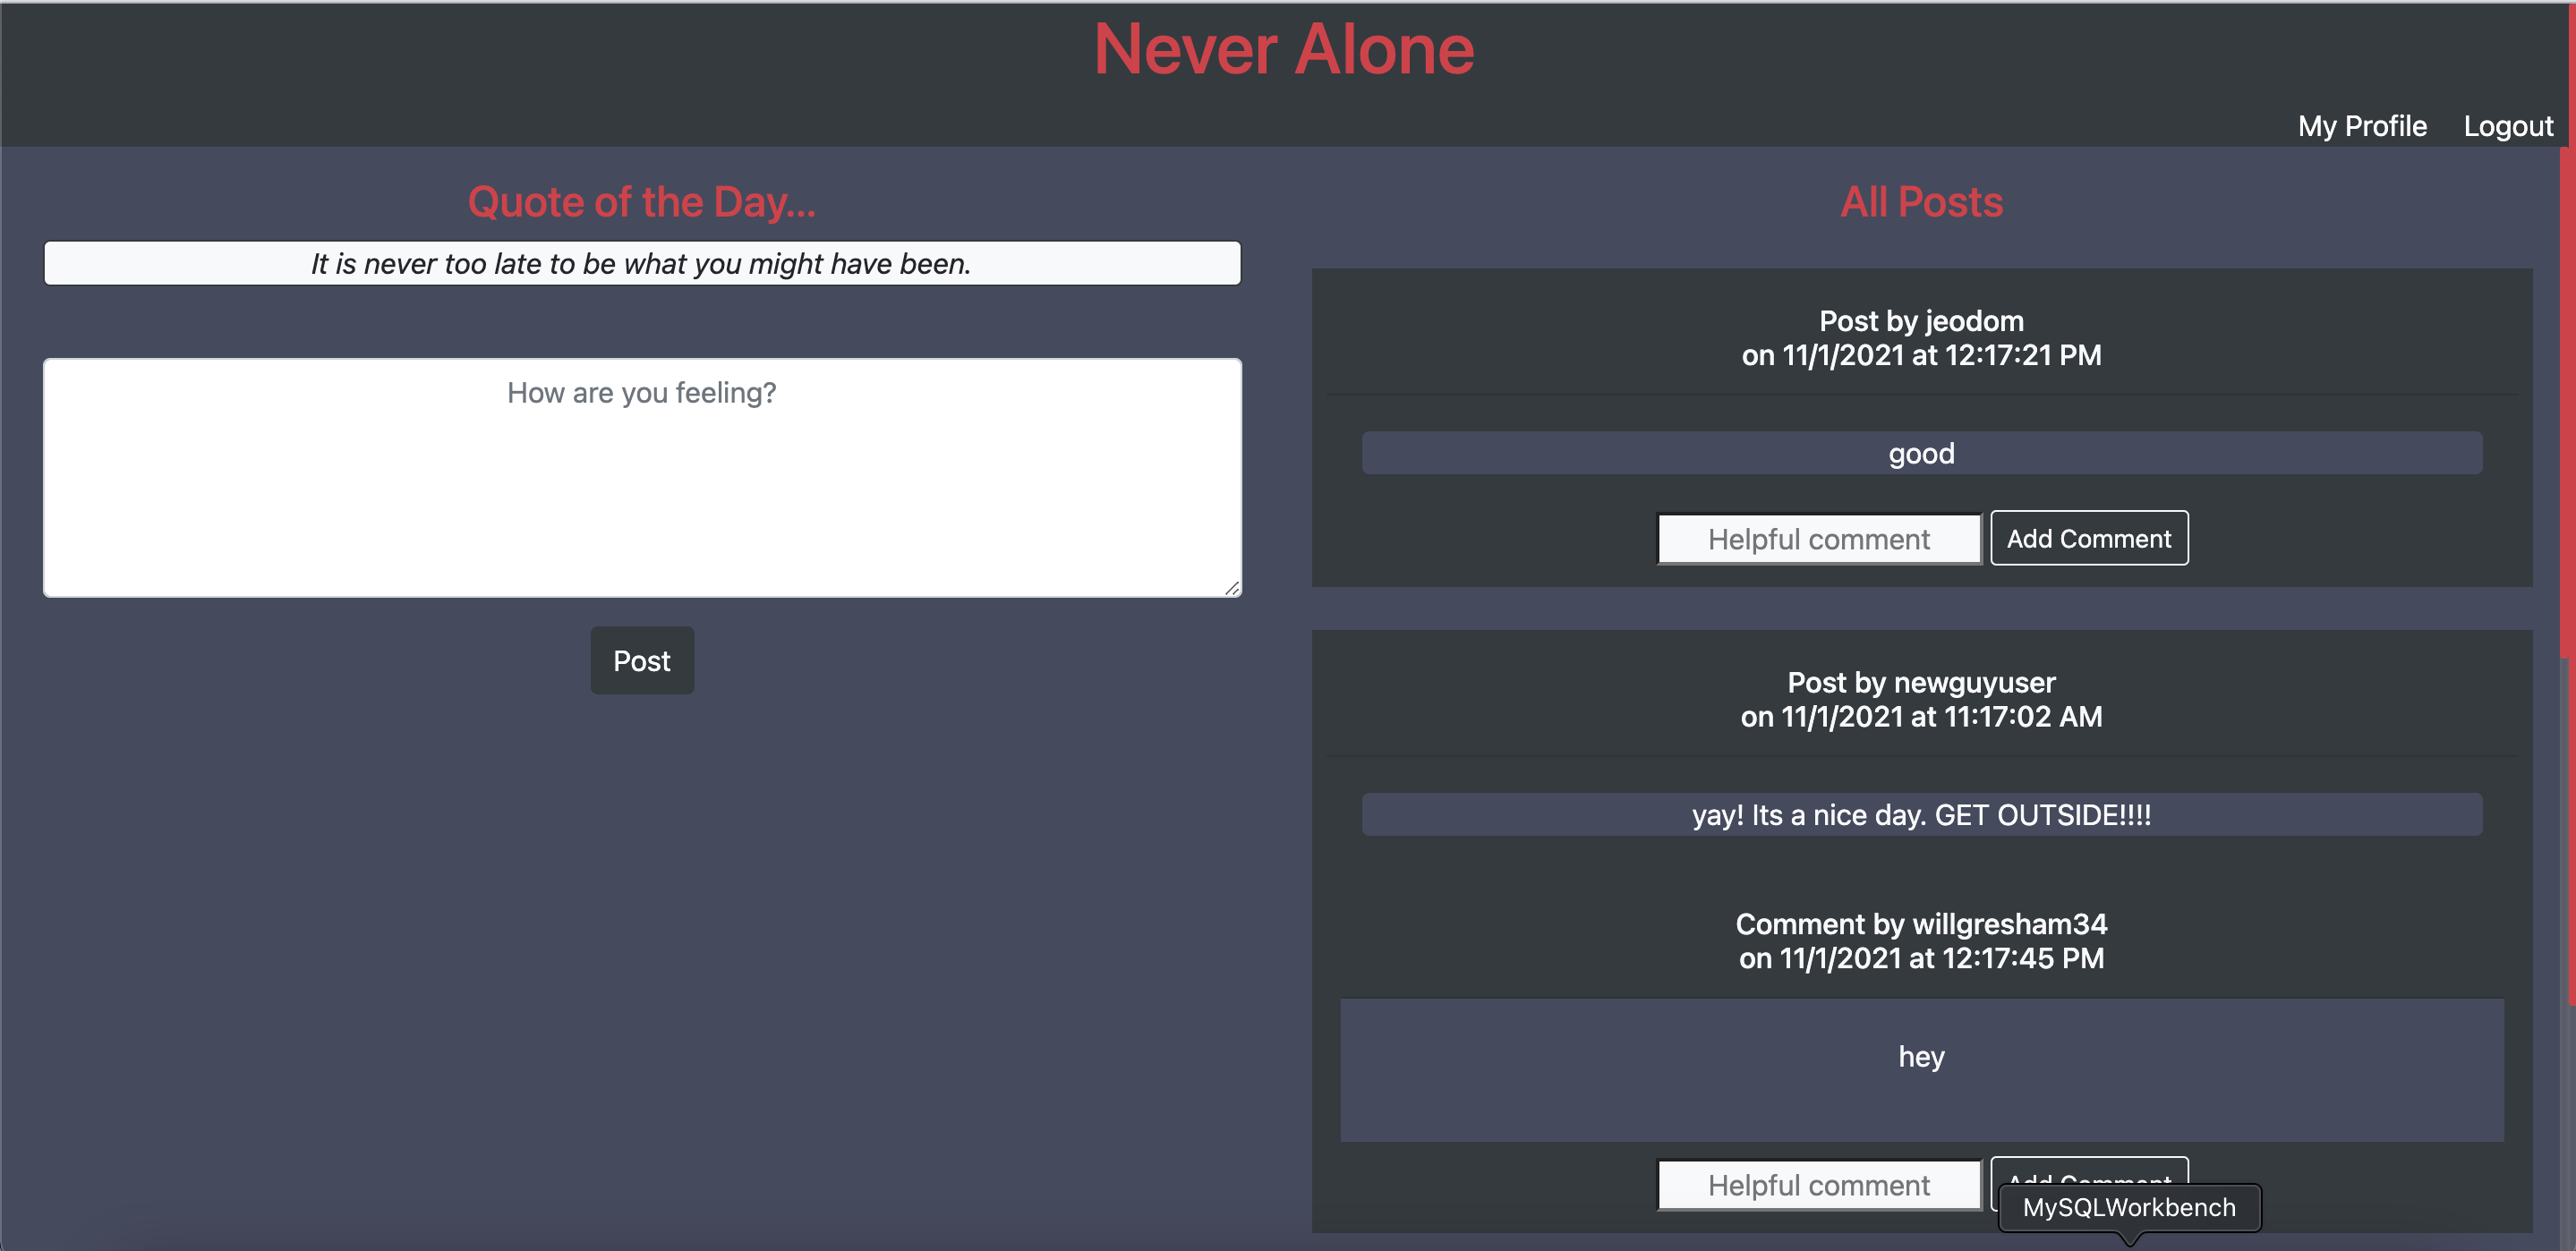 Never Alone
My Profile
Logout
Quote of the Day...
It is never too late to be what you might have been.
How are you feeling?
Post
All Posts
Post by jeodom
on 11/1/2021 at 12:17:21 PM
good
Helpful comment
Add Comment
Post by newguyuser
on 11/1/2021 at 11:17:02 AM
yay! Its a nice day. GET OUTSIDE!!!!
Comment by willgresham34
on 11/1/2021 at 12:17:45 PM
hey
Helpful comment
Add Comment
MySQLWorkbench